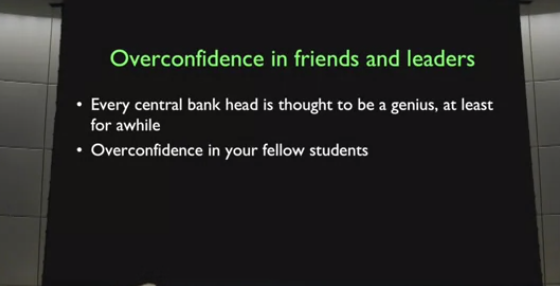 Overconfidence in friends and leaders
• Every central bank head is thought to be a genius, at least
for awhile
• Overconfidence in your fellow students